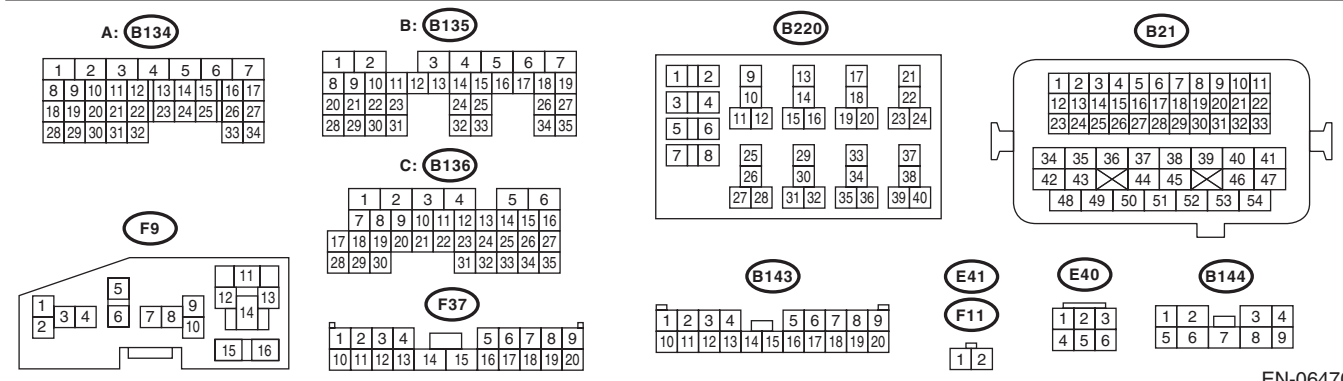 A: B134
1 2 3 4 5 6 7
8 9 10 11 12 13 14 15 16 17
18 19 20 21 22 23 24 25 26 27
28 29 30 31 32 33 34
B: B135
1 2 3 4 5 6 7
8 9 10 11 12 13 14 15 16 17 18 19
20 21 22 23 24 25 26 27
28 29 30 31 32 33 34 35
C: B136
1 2 3 4 5 6
7 8 9 10 11 12 13 14 15 16
17 18 19 20 21 22 23 24 25 26 27
28 29 30 31 32 33 34 35
F9
1 2 3 4 5 6 7 8 9 10 11 12 13 14 15 16
F37
1 2 3 4 5 6 7 8 9
10 11 12 13 14 15 16 17 18 19 20
B220
1 2 9 13 17 21
3 4 10 14 18 22
11 12 15 16 19 20 23 24
5 6
7 8 25 29 33 37
26 30 34 38
27 28 31 32 35 36 39 40
B21
1 2 3 4 5 6 7 8 9 10 11
12 13 14 15 16 17 18 19 20 21 22
23 24 25 26 27 28 29 30 31 32 33
34 35 36 37 38 39 40 41
42 43 44 45 46 47
48 49 50 51 52 53 54
B143
1 2 3 4 5 6 7 8 9
10 11 12 13 14 15 16 17 18 19 20
E41
F11
1 2
E40
1 2 3
4 5 6
B144
1 2 3 4
5 6 7 8 9